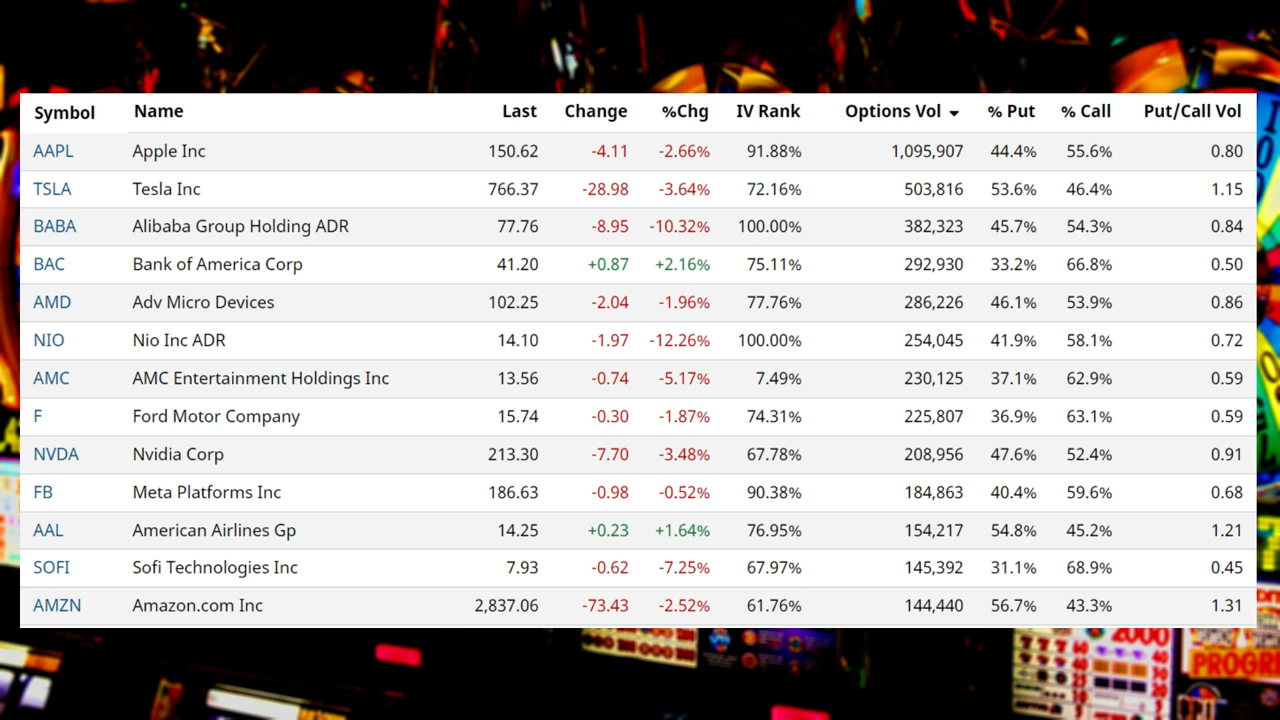 Symbol Name Last Change %Chg IV Rank Options Vol % Put % Call Put/Call Vol
AAPL Apple Inc 150.62 -4.11 -2.66% 91.88% 1,095,907 44.4% 55.6% 0.80
TSLA Tesla Inc 766.37 -28.98 -3.64% 72.16% 503,816 53.6% 46.4% 1.15
BABA Alibaba Group Holding ADR 77.76 -8.95 -10.32% 100.00% 382,323 45.7% 54.3% 0.84
BAC Bank of America Corp 41.20 +0.87 +2.16% 75.11% 292,930 33.2% 66.8% 0.50
AMD Adv Micro Devices 102.25 -2.04 -1.96% 77.76% 286,226 46.1% 53.9% 0.86
NIO Nio Inc ADR 14.10 -1.97 -12.26% 100.00% 254,045 41.9% 58.1% 0.72
AMC AMC Entertainment Holdings Inc 13.56 -0.74 -5.17% 7.49% 230,125 37.1% 62.9% 0.59
F Ford Motor Company 15.74 -0.30 -1.87% 74.31% 225,807 36.9% 63.1% 0.59
NVDA Nvidia Corp 213.30 -7.70 -3.48% 67.78% 208,956 47.6% 52.4% 0.91
FB Meta Platforms Inc 186.63 -0.98 -0.52% 90.38% 184,863 40.4% 59.6% 0.68
AAL American Airlines Gp 14.25 +0.23 +1.64% 76.95% 154,217 54.8% 45.2% 1.21
SOFI Sofi Technologies Inc 7.93 -0.62 -7.25% 67.97% 145,392 31.1% 68.9% 0.45
AMZN Amazon.com Inc 2,837.06 -73.43 -2.52% 61.76% 144,440 56.7% 43.3% 1.31
2000
PROGRE